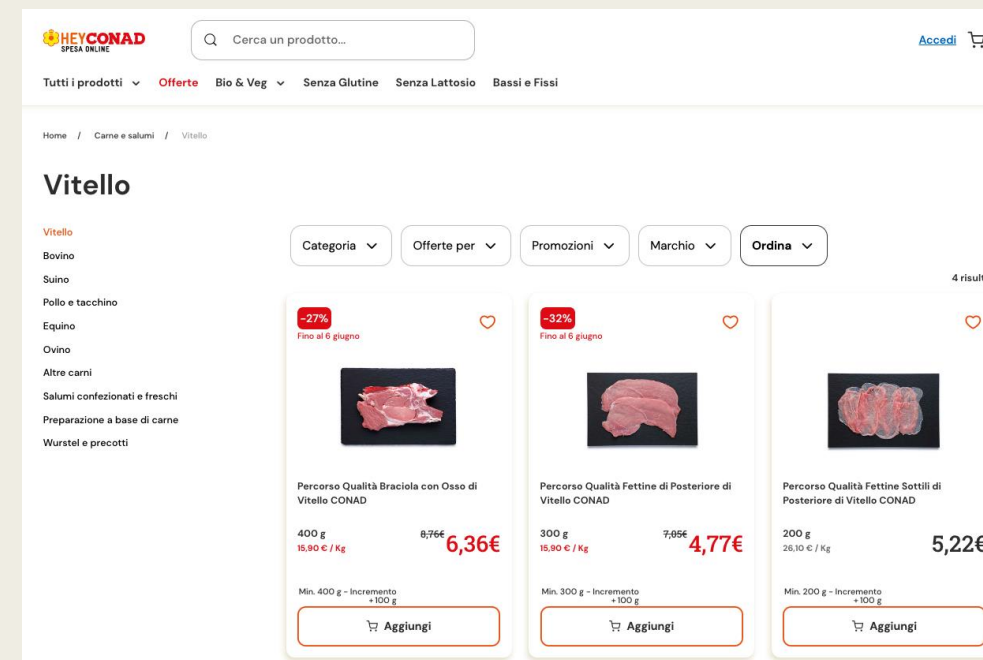 HEYCONAD
SPESA ONLINE
Cerca un prodotto...
Accedi
Tutti i prodotti Offerte Bio & Veg Senza Glutine Senza Lattosio Bassi e Fissi
Home / Carne e salumi / Vitello
Vitello
Vitello
Bovino
Suino
Pollo e tacchino
Equino
Ovino
Altre carni
Salumi confezionati e freschi
Preparazione a base di carne
Wurstel e precotti
Categoria Offerte per Promozioni Marchio Ordina
4 risult
-27%
Fino al 6 giugno
Percorso Qualità Braciola con Osso di
Vitello CONAD
400 g
15,90 € / Kg
8,76€ 6,36€
Min. 400 g - Incremento
+100 g
Aggiungi
-32%
Fino al 6 giugno
Percorso Qualità Fettine di Posteriore di
Vitello CONAD
300 g
15,90 € / Kg
7,05€ 4,77€
Min. 300 g - Incremento
+100 g
Aggiungi
Percorso Qualità Fettine Sottili di
Posteriore di Vitello CONAD
200 g
26,10 € / Kg
5,22€
Min. 200 g - Incremento
+100 g
Aggiungi